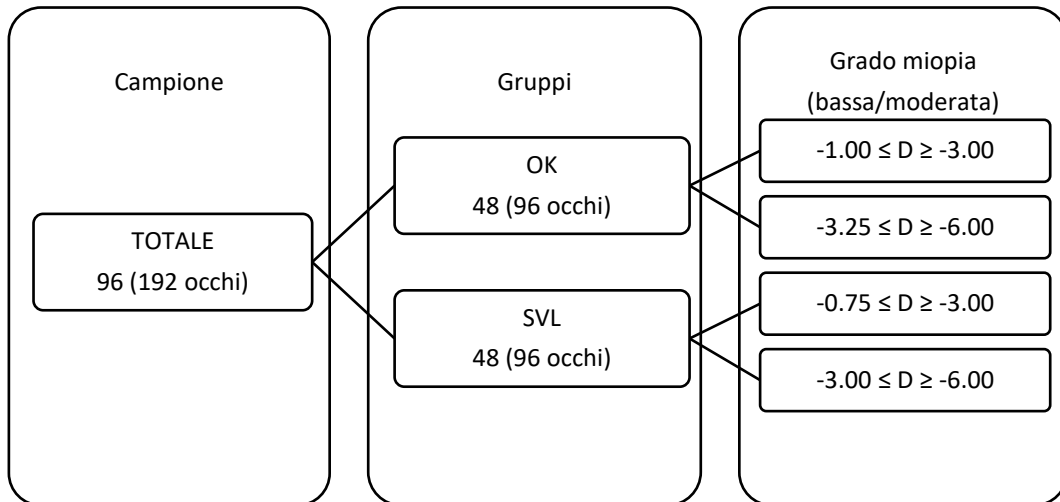 Campione
TOTALE
96 (192 occhi)
Gruppi
OK
48 (96 occhi)
SVL
48 (96 occhi)
Grado miopia
(bassa/moderata)
-1.00 ≤ D ≥ -3.00
-3.25 ≤ D ≥ -6.00
-0.75 ≤ D ≥ -3.00
-3.00 ≤ D ≥ -6.00